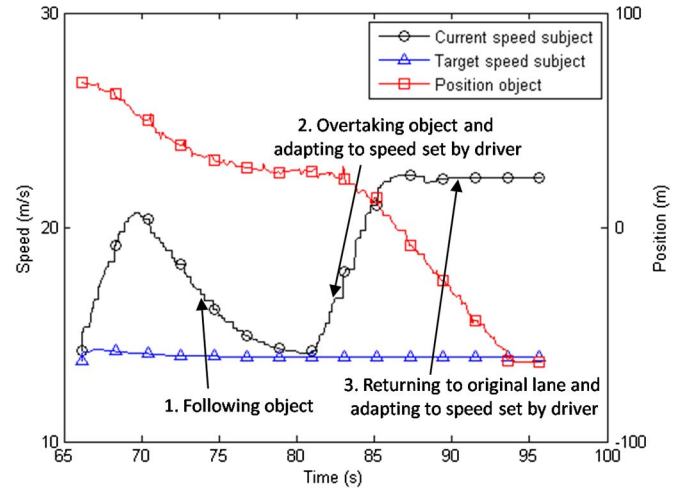 30
100
Current speed subject
Target speed subject
Position object
2. Overtaking object and
adapting to speed set by driver
Speed (m/s)
20
0
Position (m)
1. Following object
3. Returning to original lane and
adapting to speed set by driver
10
-100
65 70 75 80 85 90 95 100
Time (s)